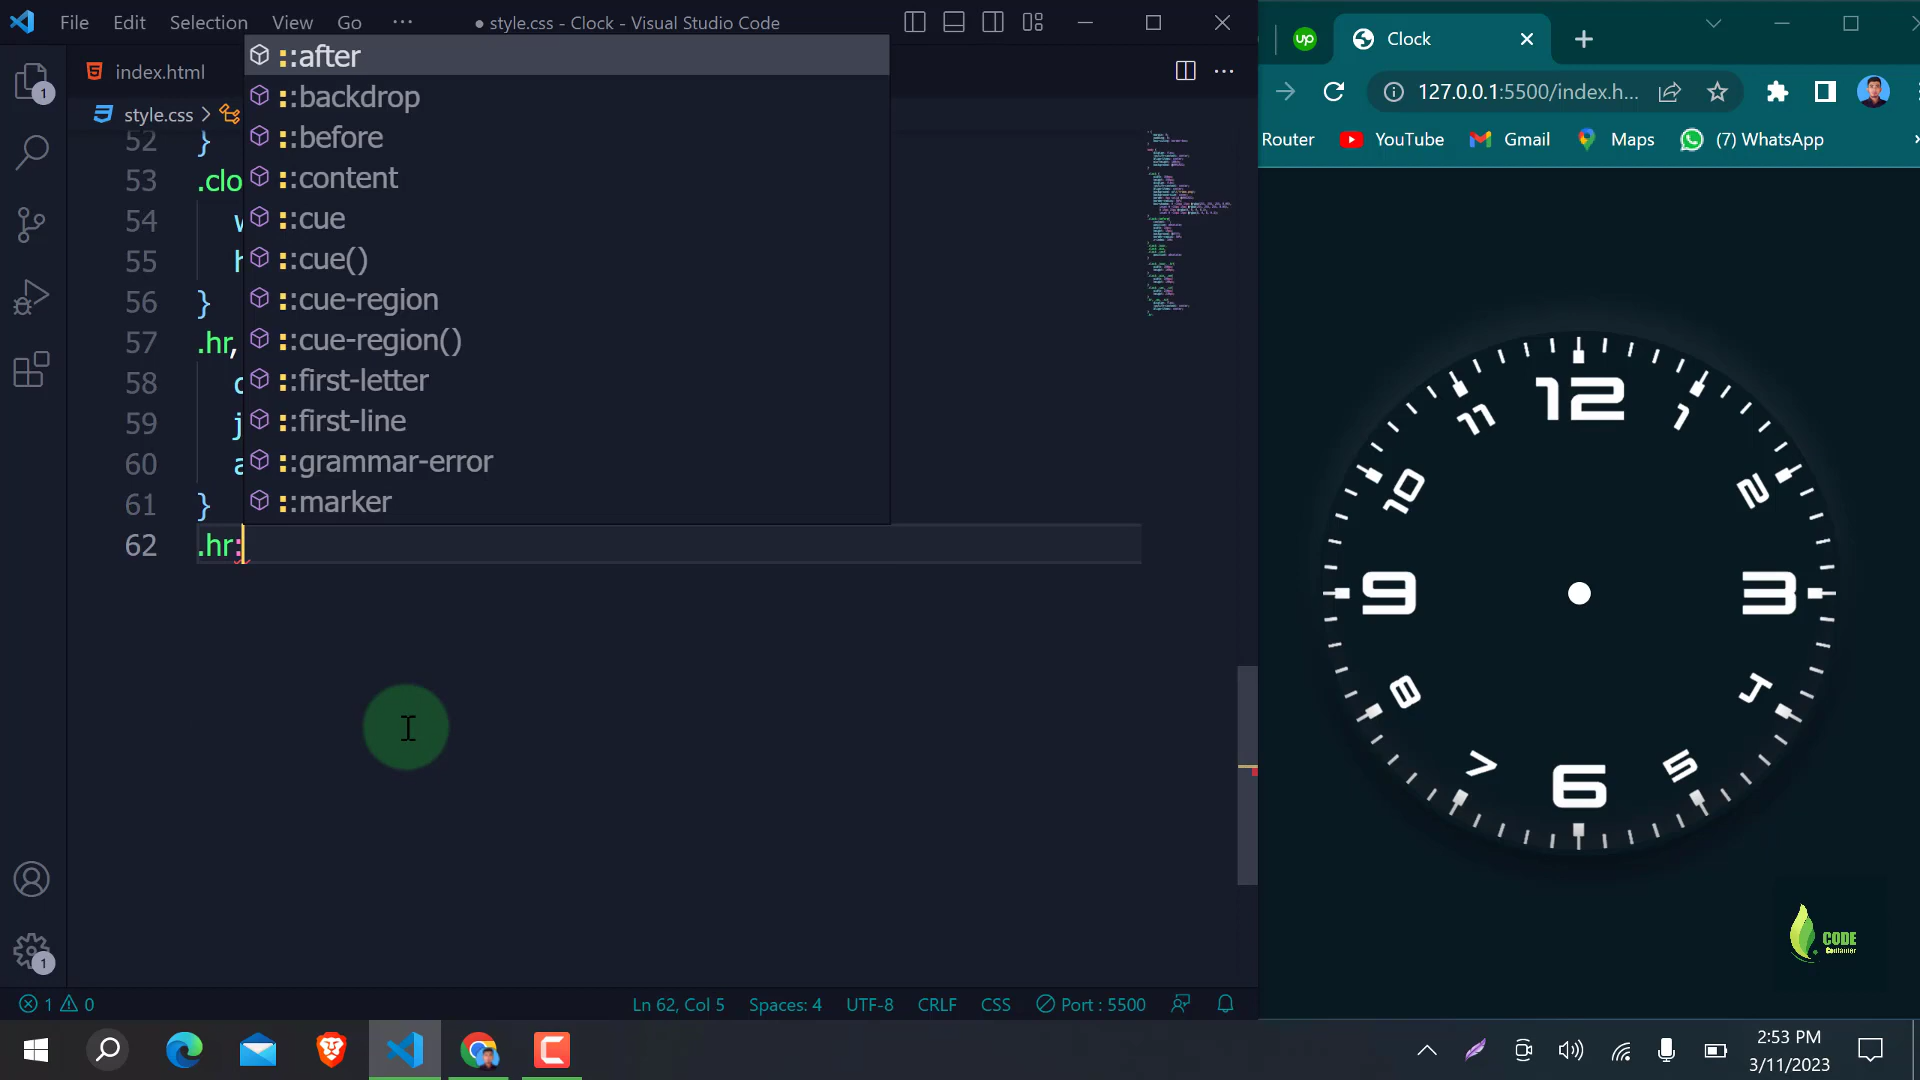 File Edit Selection View Go ··· ● style.css - Clock - Visual Studio Code
index.html
style.css >
::after
::backdrop
::before
::content
::cue
::cue()
::cue-region
::cue-region()
::first-letter
::first-line
::grammar-error
::marker
52 }
53 .clo
54 w
55 h
56 }
57 .hr,
58
59 j
60 a
61 }
62 .hr:
1
1
1 0
Ln 62, Col 5 Spaces: 4 UTF-8 CRLF CSS Port : 5500
up Clock
127.0.0.1:5500/index.h...
Router YouTube Gmail Maps (7) WhatsApp
12
11 1
10 2
9 3
8
7 5
6
CODE
Container
2:53 PM
3/11/2023